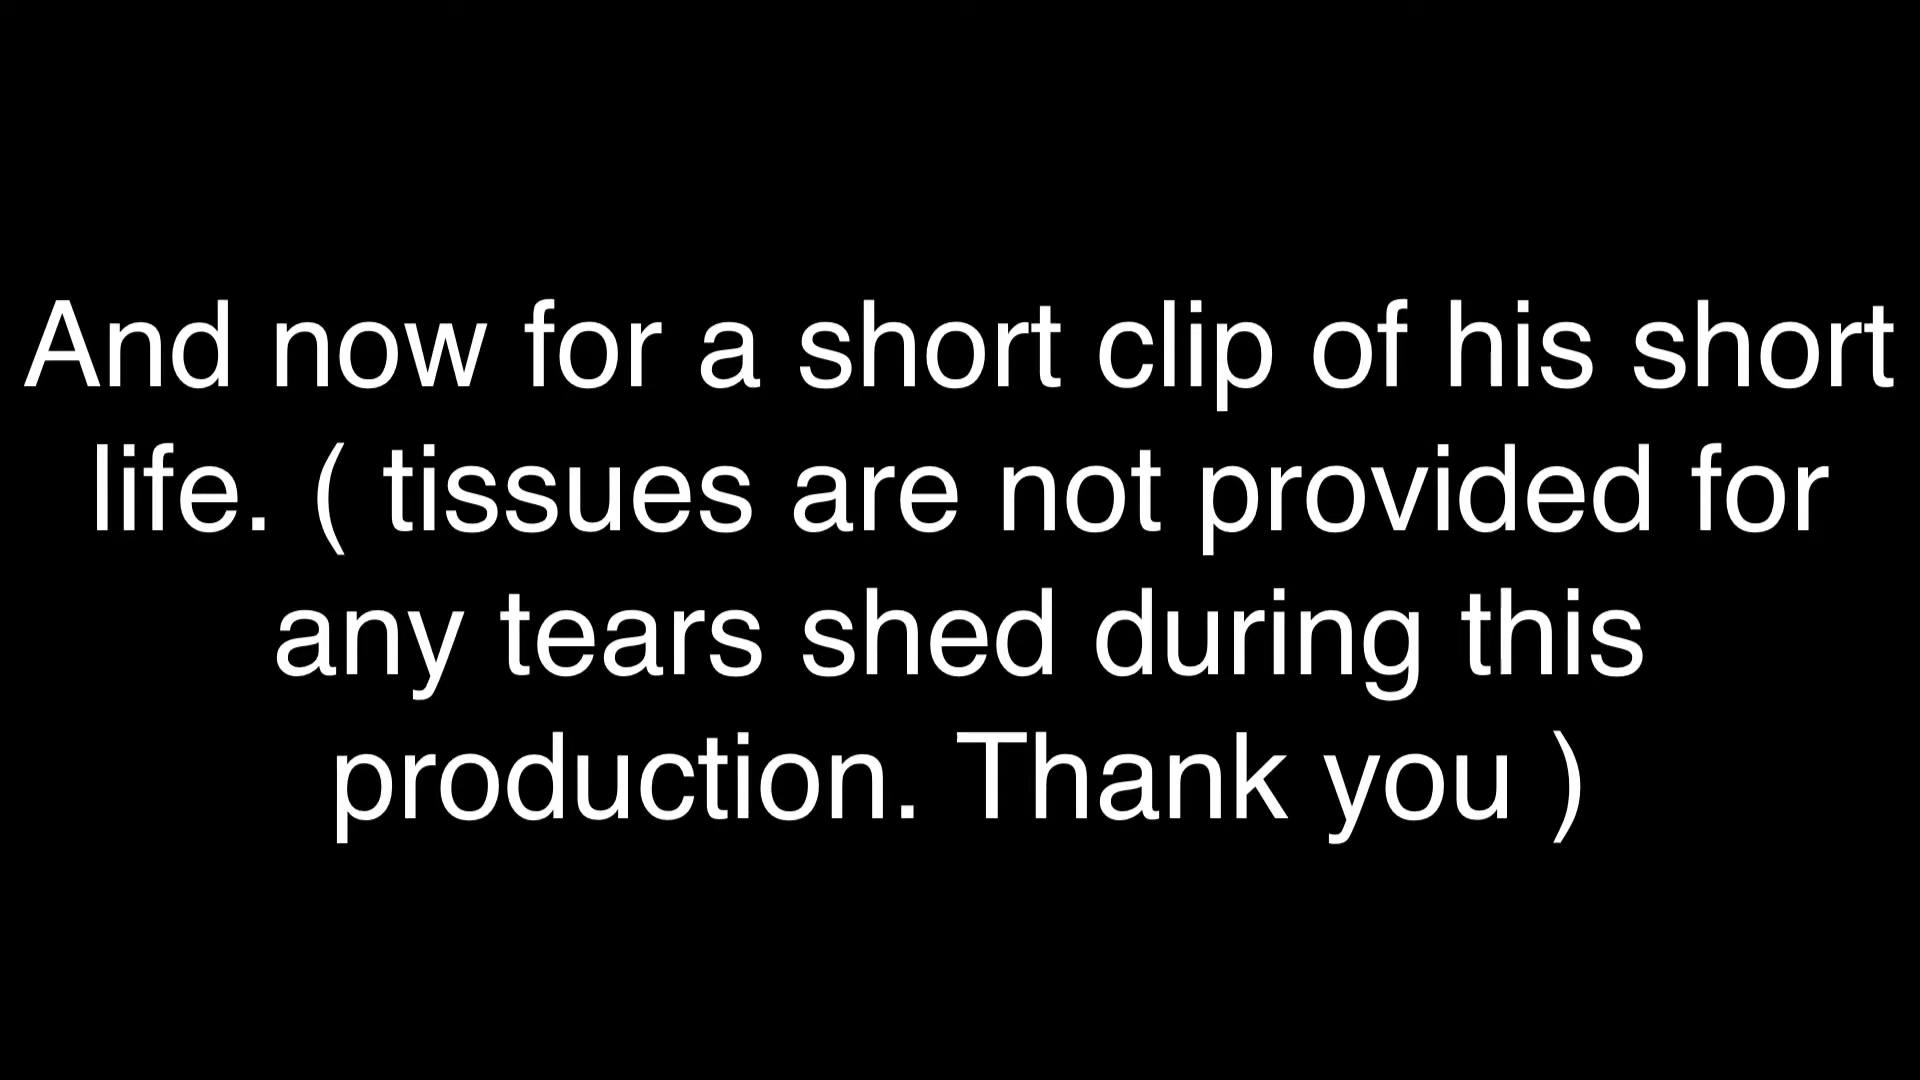 And now for a short clip of his short
life. ( tissues are not provided for
any tears shed during this
production. Thank you )